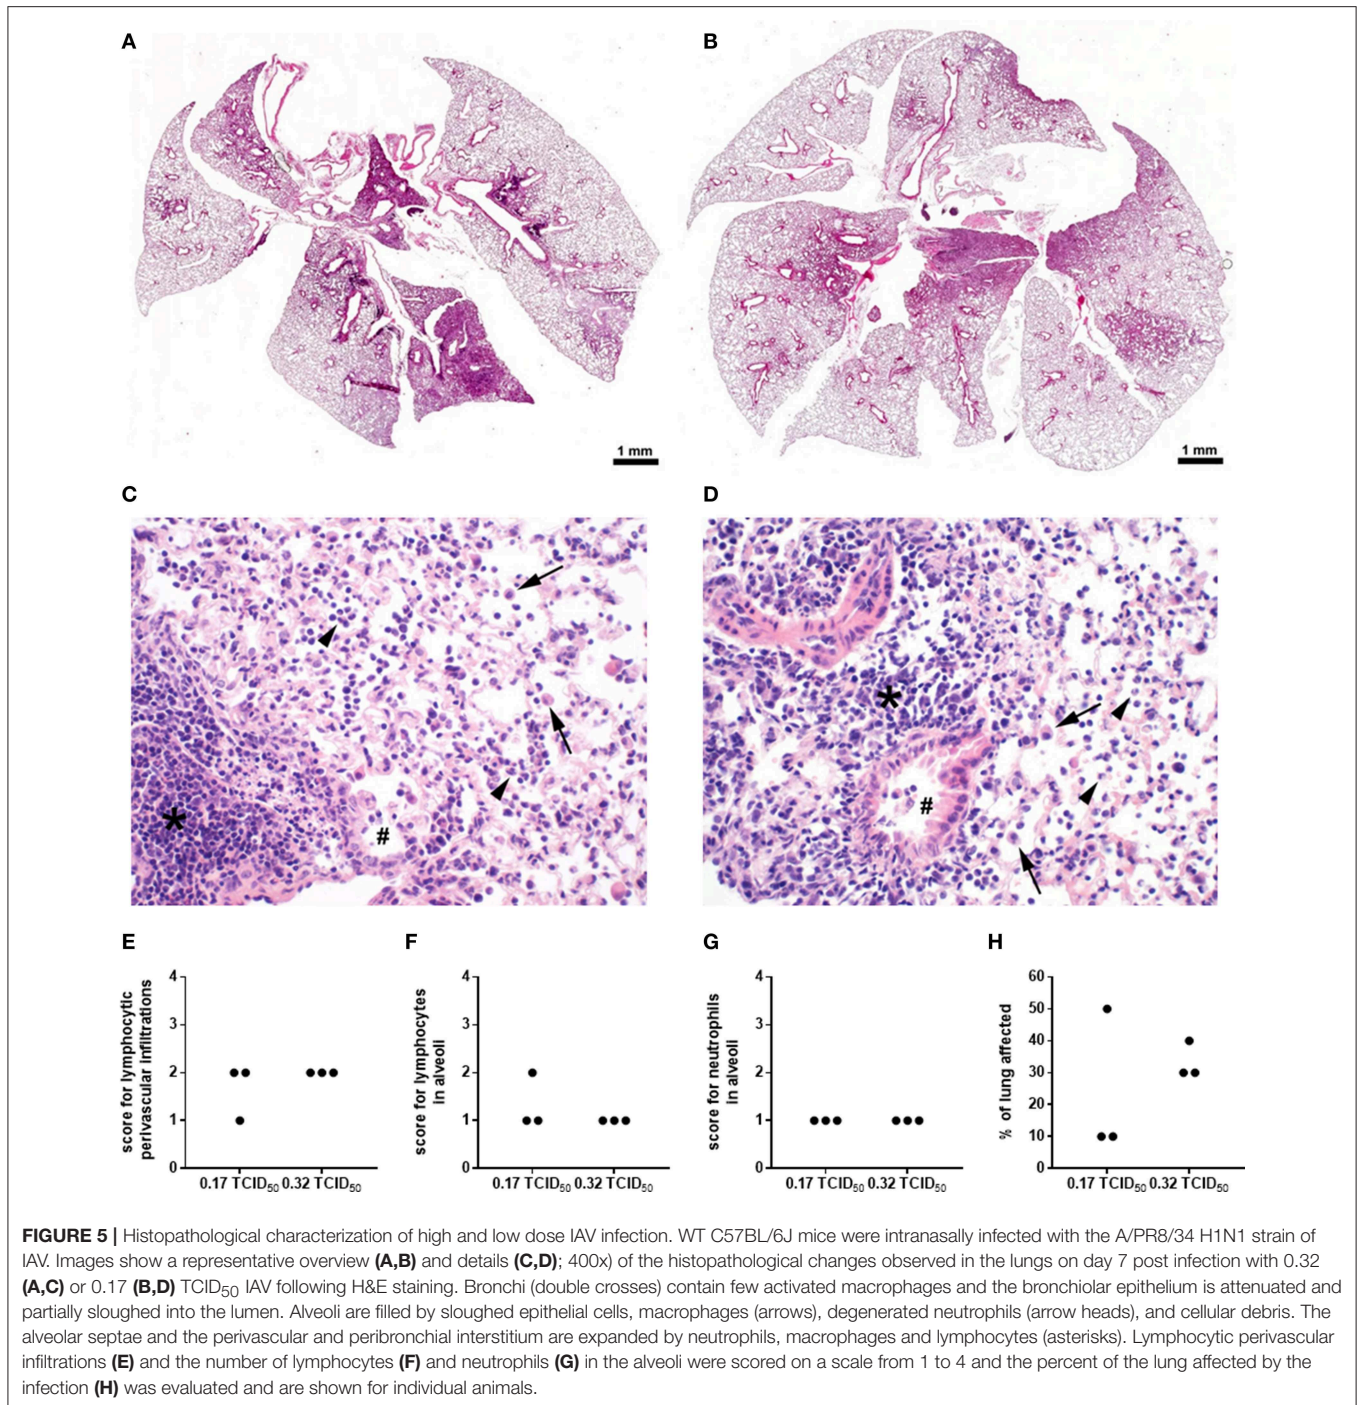 A
B
1 mm
1 mm
C
D
*
#
*
#
E
F
G
H
score for lymphocytic
perivascular infiltrations
4
3
2
1
0
0.17 TCID50 0.32 TCID50
score for lymphocytes
in alveoli
4
3
2
1
0
0.17 TCID50 0.32 TCID50
score for neutrophils
in alveoli
4
3
2
1
0
0.17 TCID50 0.32 TCID50
% of lung affected
60
50
40
30
20
10
0
0.17 TCID50 0.32 TCID50
FIGURE 5 | Histopathological characterization of high and low dose IAV infection. WT C57BL/6J mice were intranasally infected with the A/PR8/34 H1N1 strain of
IAV. Images show a representative overview (A,B) and details (C,D); 400x) of the histopathological changes observed in the lungs on day 7 post infection with 0.32
(A,C) or 0.17 (B,D) TCID50 IAV following H&E staining. Bronchi (double crosses) contain few activated macrophages and the bronchiolar epithelium is attenuated and
partially sloughed into the lumen. Alveoli are filled by sloughed epithelial cells, macrophages (arrows), degenerated neutrophils (arrow heads), and cellular debris. The
alveolar septae and the perivascular and peribronchial interstitium are expanded by neutrophils, macrophages and lymphocytes (asterisks). Lymphocytic perivascular
infiltrations (E) and the number of lymphocytes (F) and neutrophils (G) in the alveoli were scored on a scale from 1 to 4 and the percent of the lung affected by the
infection (H) was evaluated and are shown for individual animals.